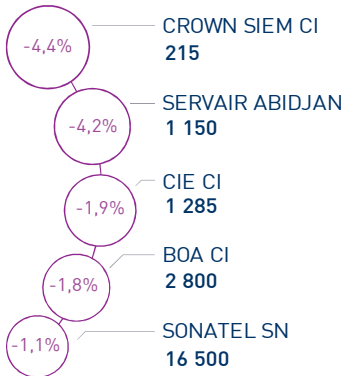 -4,4%
CROWN SIEM CI
215
-4,2%
SERVAIR ABIDJAN
1 150
-1,9%
CIE CI
1 285
-1,8%
BOA CI
2 800
-1,1%
SONATEL SN
16 500